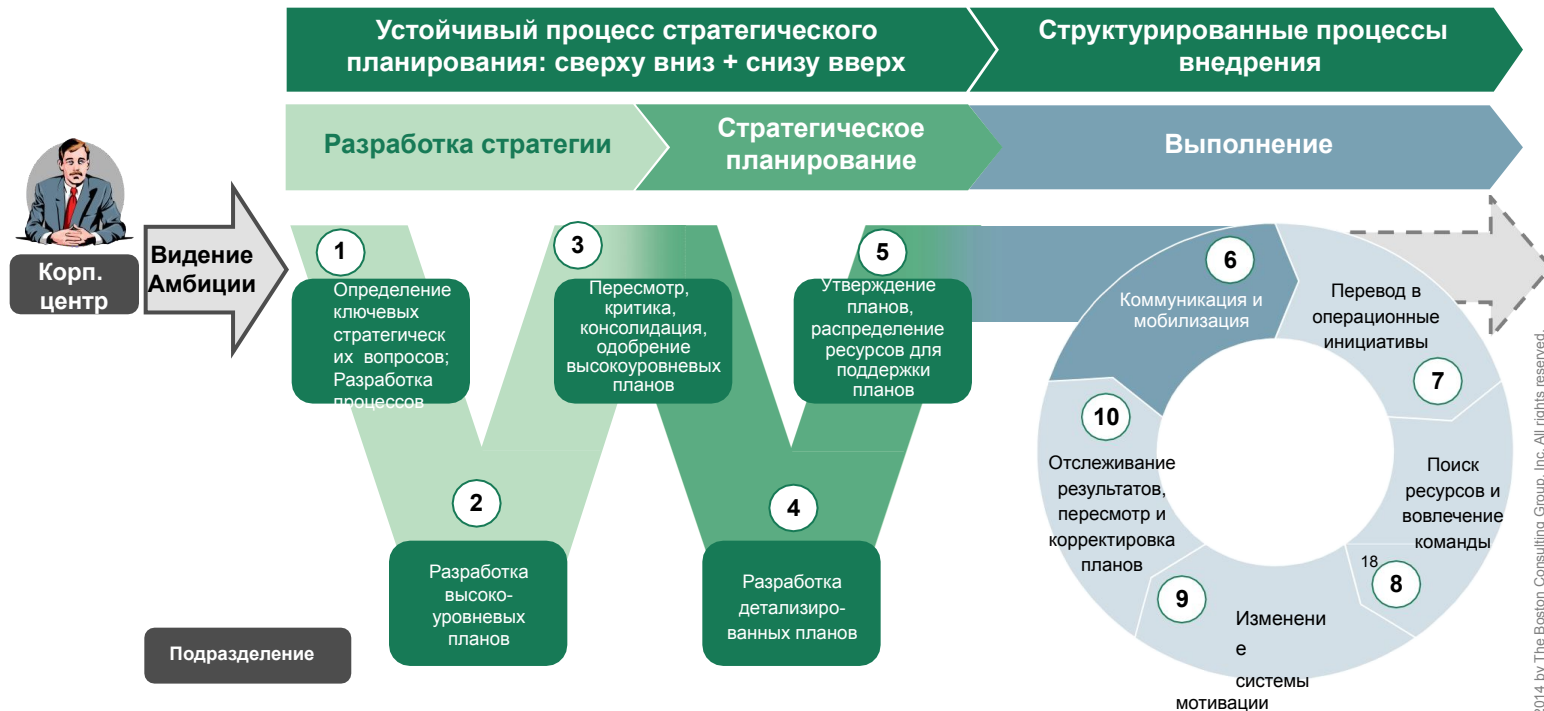 Устойчивый процесс стратегического
планирования: сверху вниз + снизу вверх
Структурированные процессы
внедрения
Разработка стратегии
Стратегическое
планирование
Выполнение
Корп.
центр
Видение
Амбиции
1
Определение
ключевых
стратегическ
их вопросов;
Разработка
процессов
2
Разработка
высоко-
уровневых
планов
3
Пересмотр,
критика,
консолидация,
одобрение
высокоуровневых
планов
4
Разработка
детализиро-
ванных планов
5
Утверждение
планов,
распределение
ресурсов для
поддержки
планов
6
Коммуникация и
мобилизация
Перевод в
операционные
инициативы
7
Поиск
ресурсов и
вовлечение
команды
18
8
9
Изменени
е
системы
мотивации
10
Отслеживание
результатов,
пересмотр и
корректировка
планов
Подразделение
2014 by The Boston Consulting Group, Inc. All rights reserved.